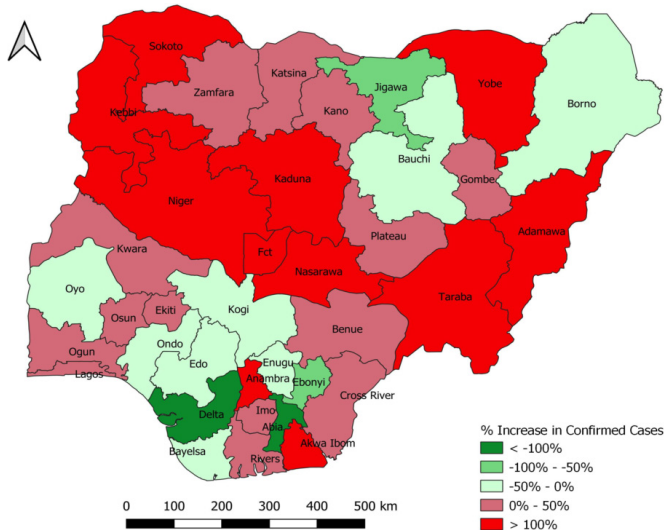 Sokoto
Katsina
Zamfara
Jigawa
Yobe
Kano
Borno
Kebbi
Bauchi
Gombe
Kaduna
Niger
Adamawa
Plateau
Kwara
Fct
Nasarawa
Taraba
Oyo
Kogi
Osun
Ekiti
Benue
Ondo
Ogun
Edo
Enugu
Lagos
Anambra
Ebonyi
Cross River
Imo
Delta
Abia
Akwa Ibom
Bayelsa
Rivers
% Increase in Confirmed Cases
< -100%
-100% - -50%
-50% - 0%
0% - 50%
> 100%
0 100 200 300 400 500 km